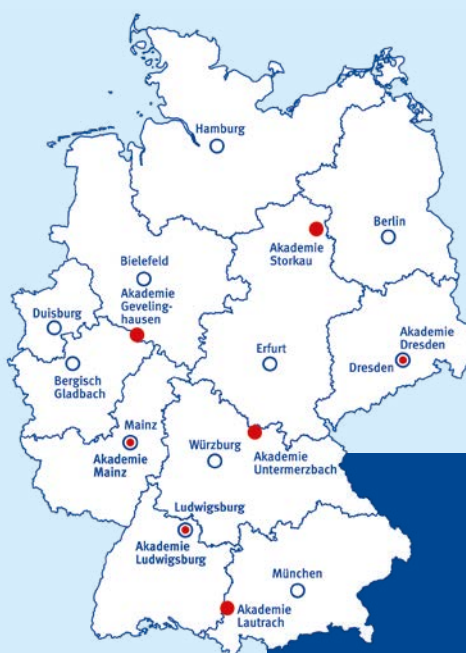 Hamburg
Berlin
Akademie
Storkau
Bielefeld
Akademie
Geveling-
hausen
Duisburg
Bergisch
Gladbach
Erfurt
Akademie
Dresden
Dresden
Mainz
Akademie
Mainz
Würzburg
Akademie
Untermerzbach
Ludwigsburg
Akademie
Ludwigsburg
München
Akademie
Lautrach